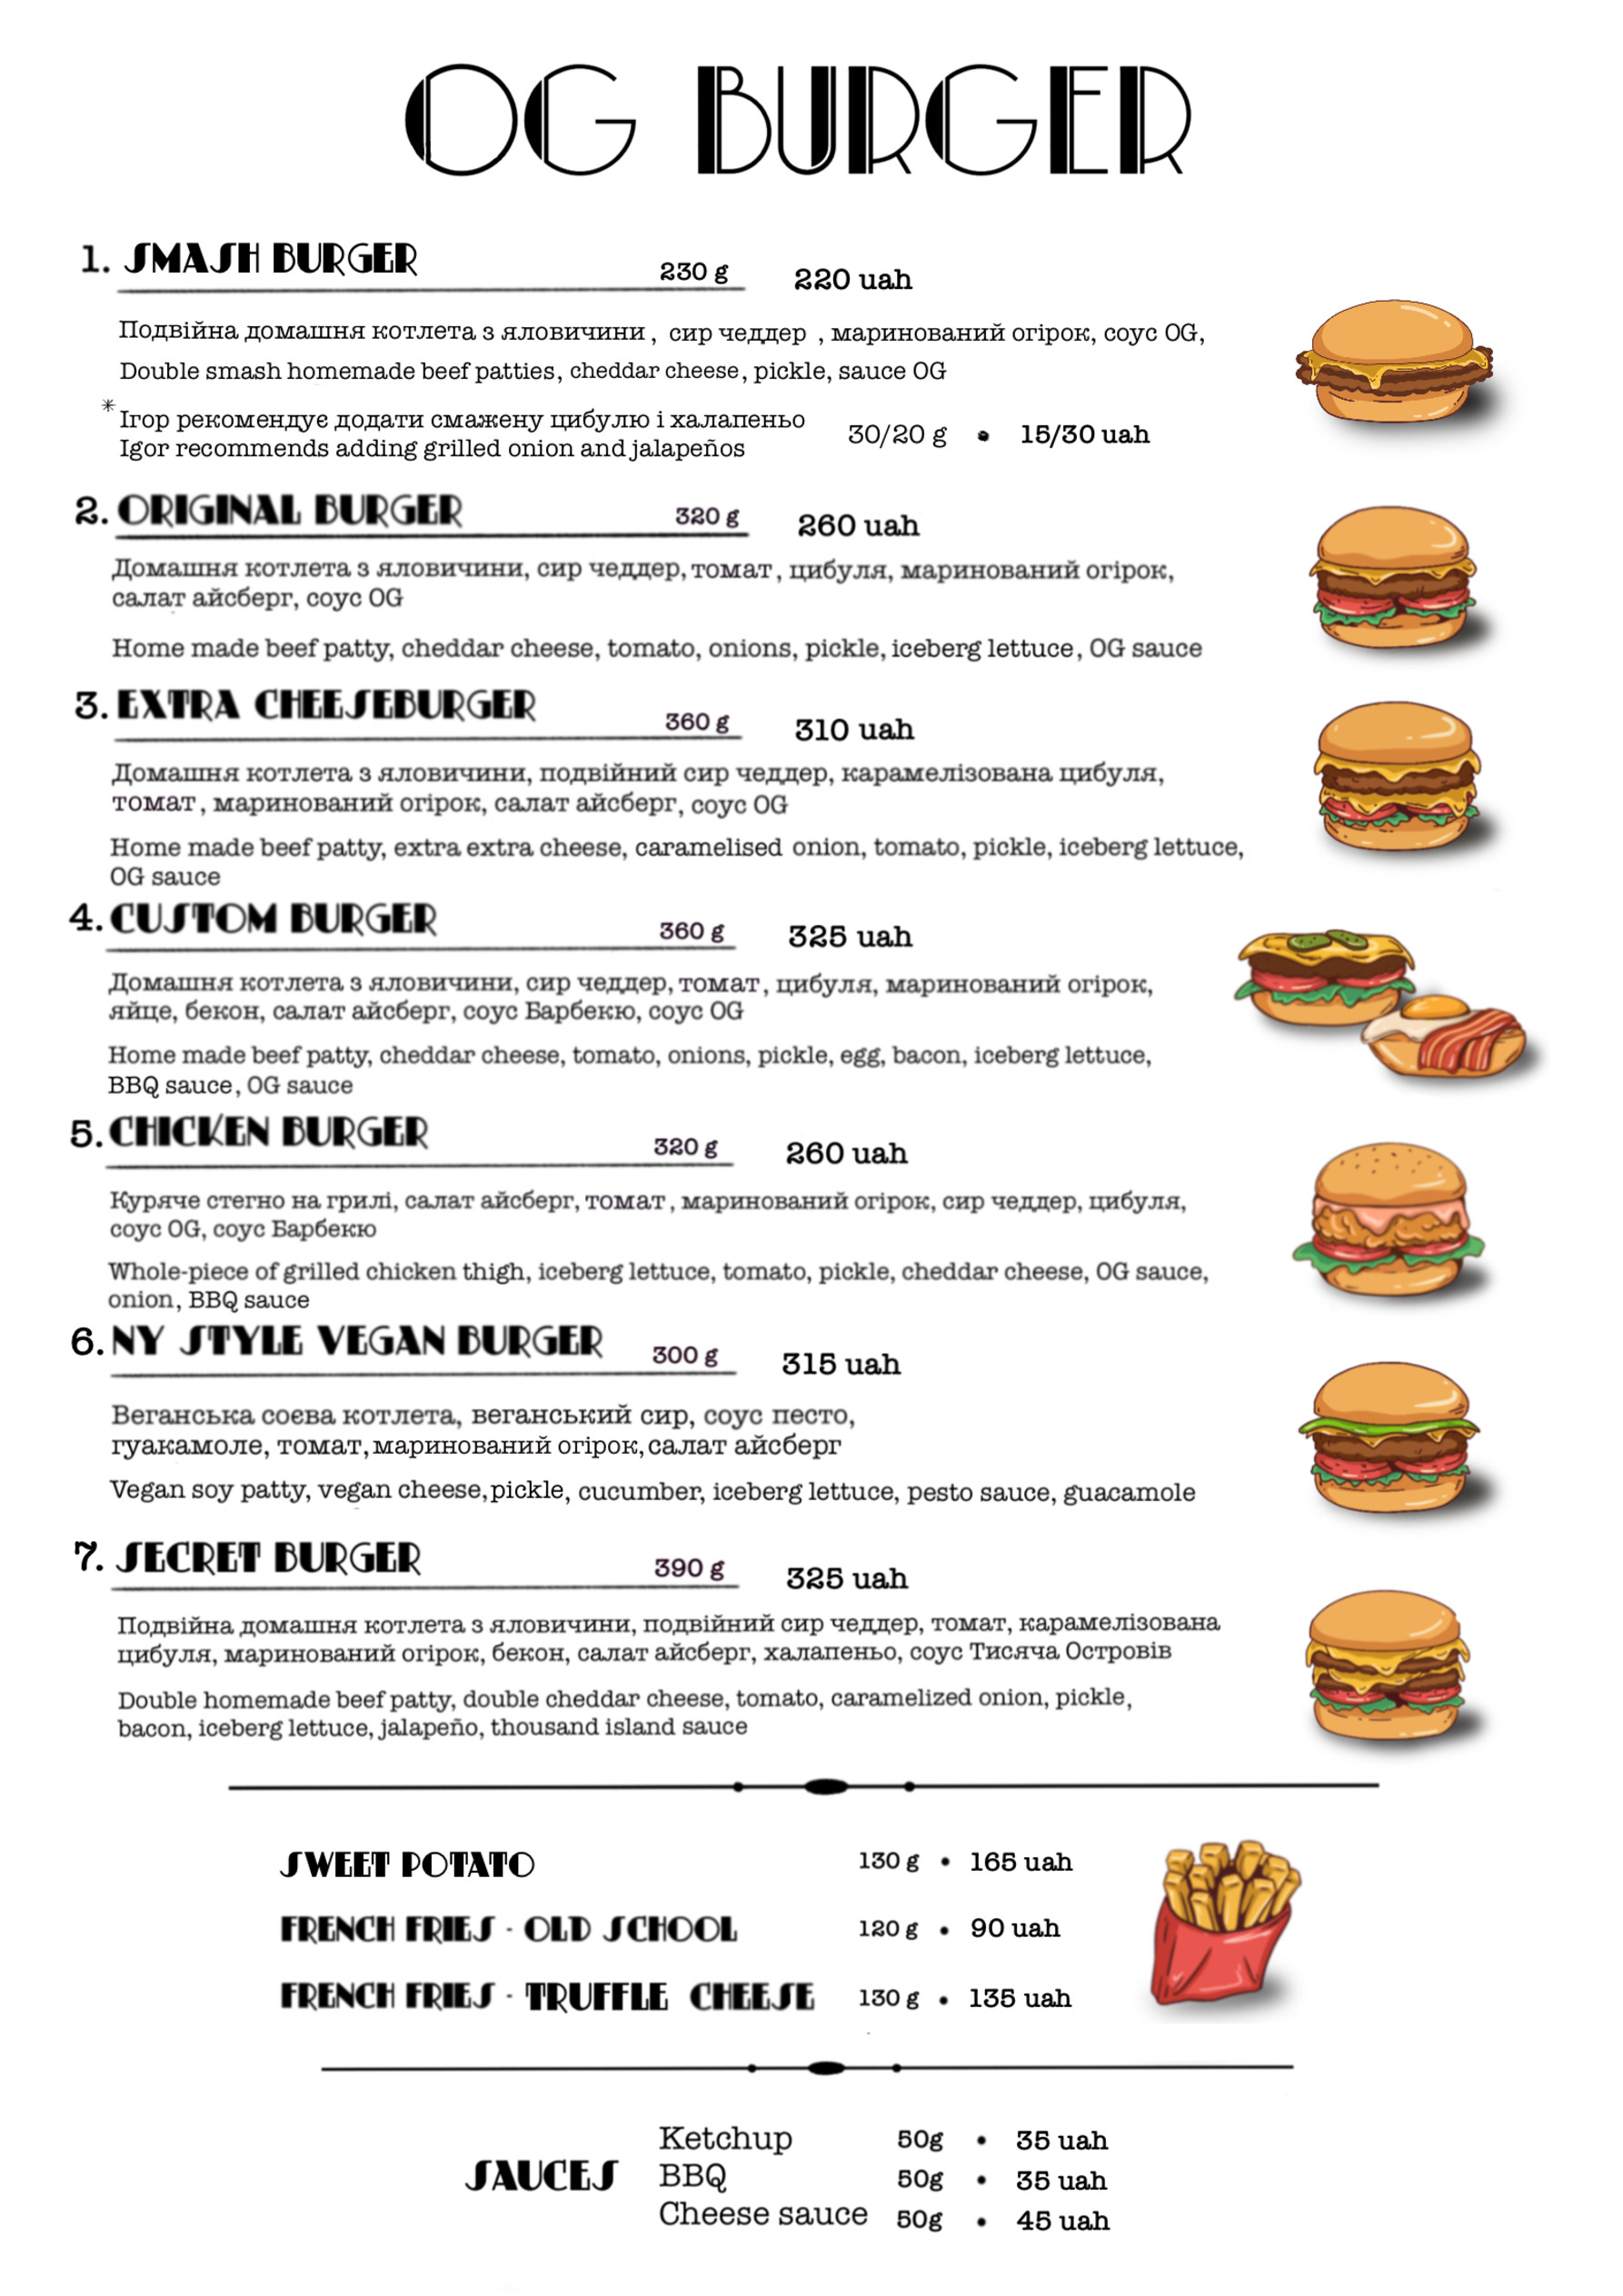 OG BURGER
1. SMASH BURGER 230 g 220 uah
Подвійна домашня котлета з яловичини , сир чеддер , маринований огірок, соус OG,
Double smash homemade beef patties, cheddar cheese, pickle, sauce OG
* Ігор рекомендує додати смажену цибулю і халапеньо
Igor recommends adding grilled onion and jalapeños 30/20 g • 15/30 uah
2. ORIGINAL BURGER 320 g 260 uah
Домашня котлета з яловичини, сир чеддер, томат, цибуля, маринований огірок,
салат айсберг, соус OG
Home made beef patty, cheddar cheese, tomato, onions, pickle, iceberg lettuce, OG sauce
3. EXTRA CHEESEBURGER 360 g 310 uah
Домашня котлета з яловичини, подвійний сир чеддер, карамелізована цибуля,
томат, маринований огірок, салат айсберг, соус OG
Home made beef patty, extra extra cheese, caramelised onion, tomato, pickle, iceberg lettuce,
OG sauce
4. CUSTOM BURGER 360 g 325 uah
Домашня котлета з яловичини, сир чеддер, томат, цибуля, маринований огірок,
яйце, бекон, салат айсберг, соус Барбекю, соус OG
Home made beef patty, cheddar cheese, tomato, onions, pickle, egg, bacon, iceberg lettuce,
BBQ sauce, OG sauce
5. CHICKEN BURGER 320 g 260 uah
Куряче стегно на грилі, салат айсберг, томат, маринований огірок, сир чеддер, цибуля,
соус OG, соус Барбекю
Whole-piece of grilled chicken thigh, iceberg lettuce, tomato, pickle, cheddar cheese, OG sauce,
onion, BBQ sauce
6. NY STYLE VEGAN BURGER 300 g 315 uah
Веганська соєва котлета, веганський сир, соус песто,
гуакамоле, томат, маринований огірок, салат айсберг
Vegan soy patty, vegan cheese, pickle, cucumber, iceberg lettuce, pesto sauce, guacamole
7. SECRET BURGER 390 g 325 uah
Подвійна домашня котлета з яловичини, подвійний сир чеддер, томат, карамелізована
цибуля, маринований огірок, бекон, салат айсберг, халапеньо, соус Тисяча Островів
Double homemade beef patty, double cheddar cheese, tomato, caramelized onion, pickle,
bacon, iceberg lettuce, jalapeño, thousand island sauce
SWEET POTATO 130 g • 165 uah
FRENCH FRIES - OLD SCHOOL 120 g • 90 uah
FRENCH FRIES - TRUFFLE CHEESE 130 g • 135 uah
SAUCES
Ketchup 50g • 35 uah
BBQ 50g • 35 uah
Cheese sauce 50g • 45 uah